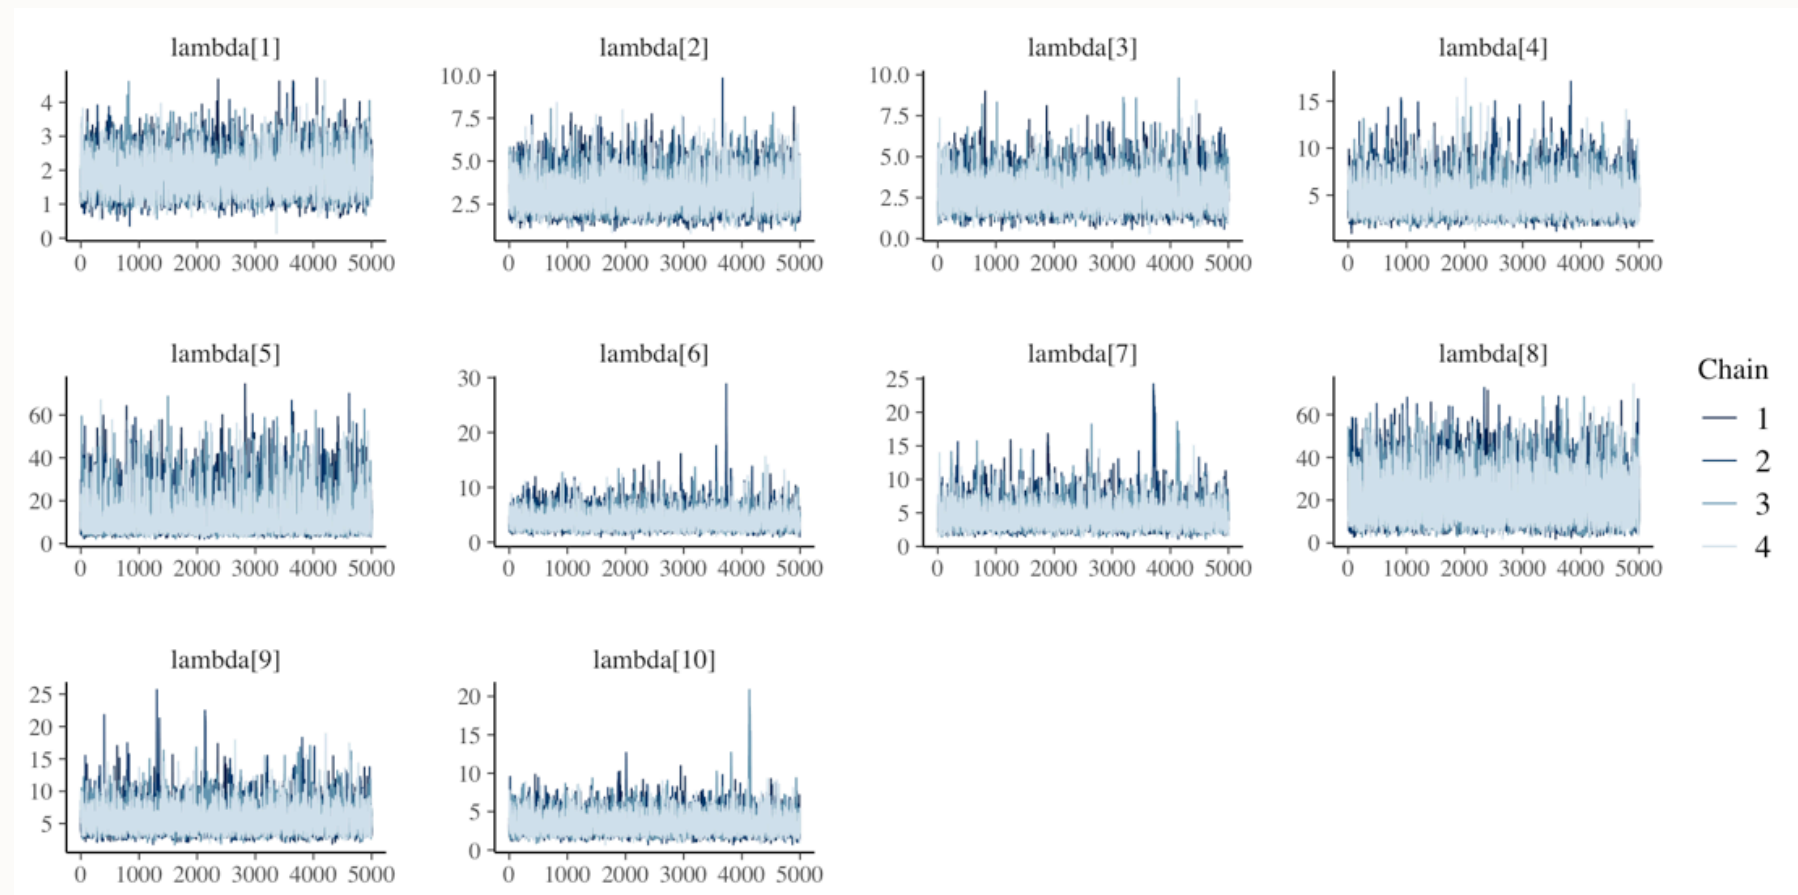 lambda[1] lambda[2] lambda[3] lambda[4]
4 3 2 1 0
10.0 7.5 5.0 2.5
10.0 7.5 5.0 2.5 0.0
15 10 5
0 1000 2000 3000 4000 5000 0 1000 2000 3000 4000 5000 0 1000 2000 3000 4000 5000 0 1000 2000 3000 4000 5000
lambda[5] lambda[6] lambda[7] lambda[8]
60 40 20 0
30 20 10 0
25 20 15 10 5 0
60 40 20 0
0 1000 2000 3000 4000 5000 0 1000 2000 3000 4000 5000 0 1000 2000 3000 4000 5000 0 1000 2000 3000 4000 5000
Chain
1
2
3
4
lambda[9] lambda[10]
25 20 15 10 5
20 15 10 5 0
0 1000 2000 3000 4000 5000 0 1000 2000 3000 4000 5000